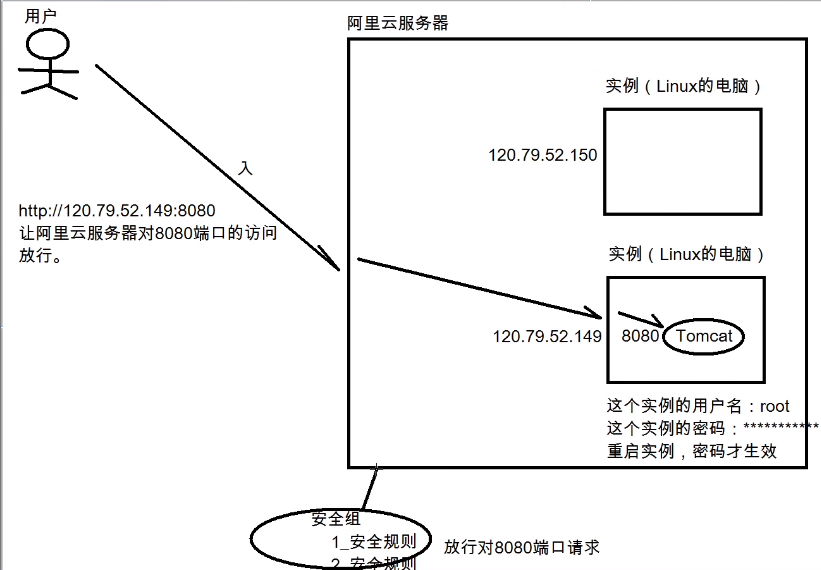 用户
阿里云服务器
实例（Linux的电脑）
120.79.52.150
入
http://120.79.52.149:8080
让阿里云服务器对8080端口的访问
放行。
实例（Linux的电脑）
120.79.52.149
8080
Tomcat
这个实例的用户名：root
这个实例的密码：***********
重启实例，密码才生效
安全组
1_安全规则
2_安全规则
放行对8080端口请求